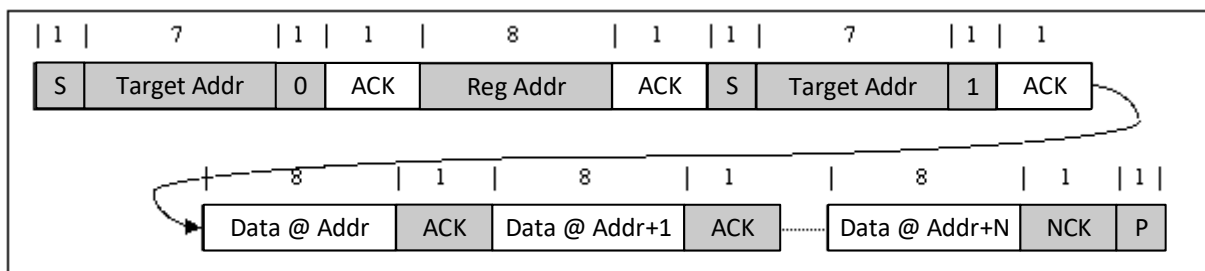 | 1 | 7 | 1 | 1 | 8 | 1 | 1 | 7 | 1 | 1
S Target Addr 0 ACK Reg Addr ACK S Target Addr 1 ACK
| 8 | 1 | 8 | 1 | 8 | 1 | 1 |
Data @ Addr ACK Data @ Addr+1 ACK Data @ Addr+N NCK P